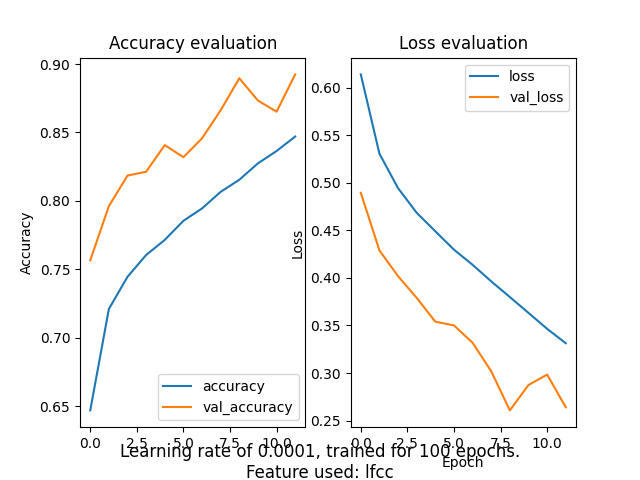 Accuracy evaluation
Loss evaluation
Accuracy
0.90
0.85
0.80
0.75
0.70
0.65
accuracy
val_accuracy
0.0 2.5 5.0 7.5 10.0
Loss
0.60
0.55
0.50
0.45
0.40
0.35
0.30
0.25
loss
val_loss
0.0 2.5 5.0 7.5 10.0
Epoch
Learning rate of 0.0001, trained for 100 epochs.
Feature used: lfcc